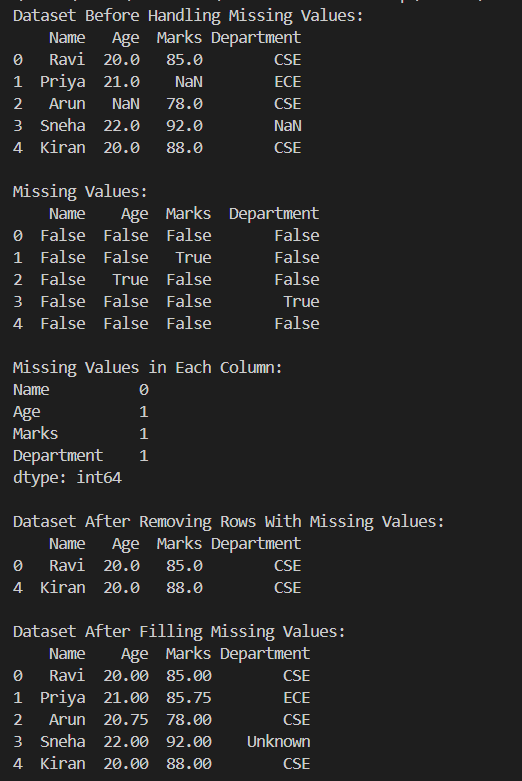 Dataset Before Handling Missing Values:
    Name   Age  Marks Department
0   Ravi  20.0   85.0        CSE
1  Priya  21.0    NaN        ECE
2   Arun   NaN   78.0        CSE
3  Sneha  22.0   92.0        NaN
4  Kiran  20.0   88.0        CSE

Missing Values:
    Name    Age  Marks  Department
0  False  False  False       False
1  False  False   True       False
2  False   True  False       False
3  False  False  False        True
4  False  False  False       False

Missing Values in Each Column:
Name          0
Age           1
Marks         1
Department    1
dtype: int64

Dataset After Removing Rows With Missing Values:
    Name   Age  Marks Department
0   Ravi  20.0   85.0        CSE
4  Kiran  20.0   88.0        CSE

Dataset After Filling Missing Values:
    Name    Age  Marks Department
0   Ravi  20.00  85.00        CSE
1  Priya  21.00  85.75        ECE
2   Arun  20.75  78.00        CSE
3  Sneha  22.00  92.00    Unknown
4  Kiran  20.00  88.00        CSE